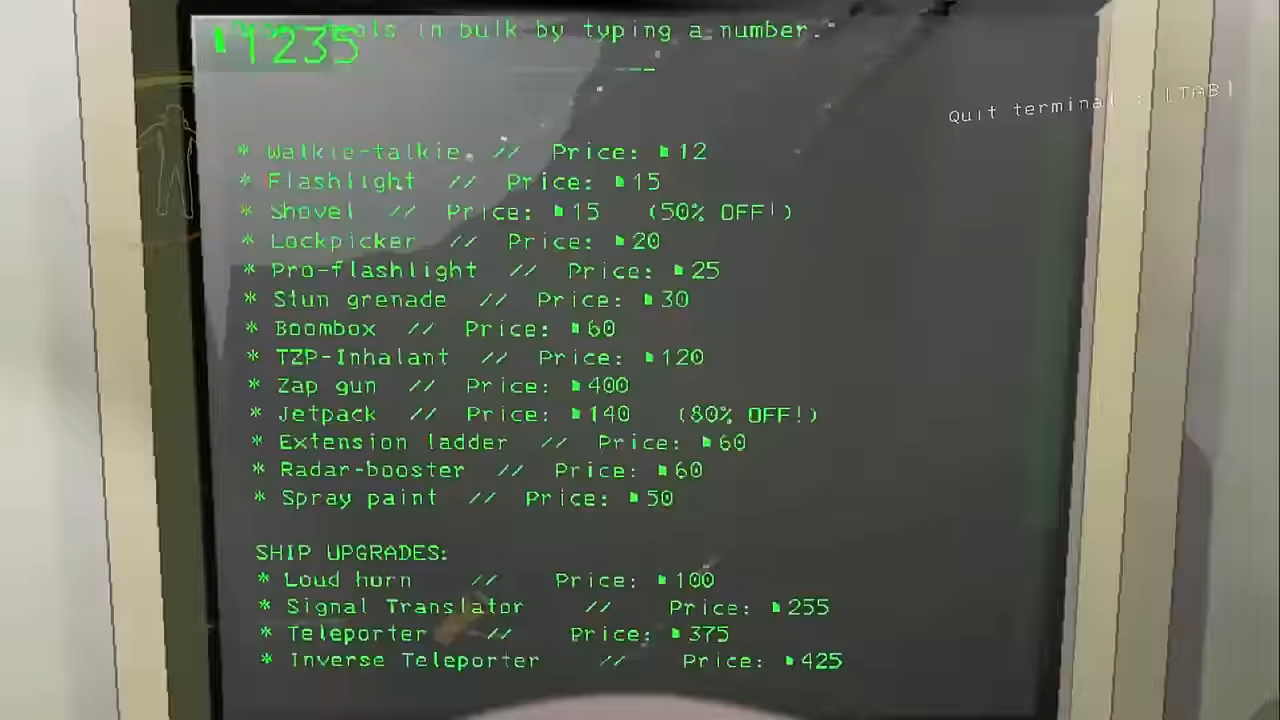 1235
in bulk by typing a number."
Quit terminal : [TAB]
* Walkie-talkie // Price: 12
* Flashlight // Price: 15
* Shovel // Price: 15 (50% OFF!)
* Lockpicker // Price: 20
* Pro-flashlight // Price: 25
* Stun grenade // Price: 30
* Boombox // Price: 60
* TZP-Inhalant // Price: 120
* Zap gun // Price: 400
* Jetpack // Price: 140 (80% OFF!)
* Extension ladder // Price: 60
* Radar-booster // Price: 60
* Spray paint // Price: 50
SHIP UPGRADES:
* Loud horn // Price: 100
* Signal Translator // Price: 255
* Teleporter // Price: 375
* Inverse Teleporter // Price: 425